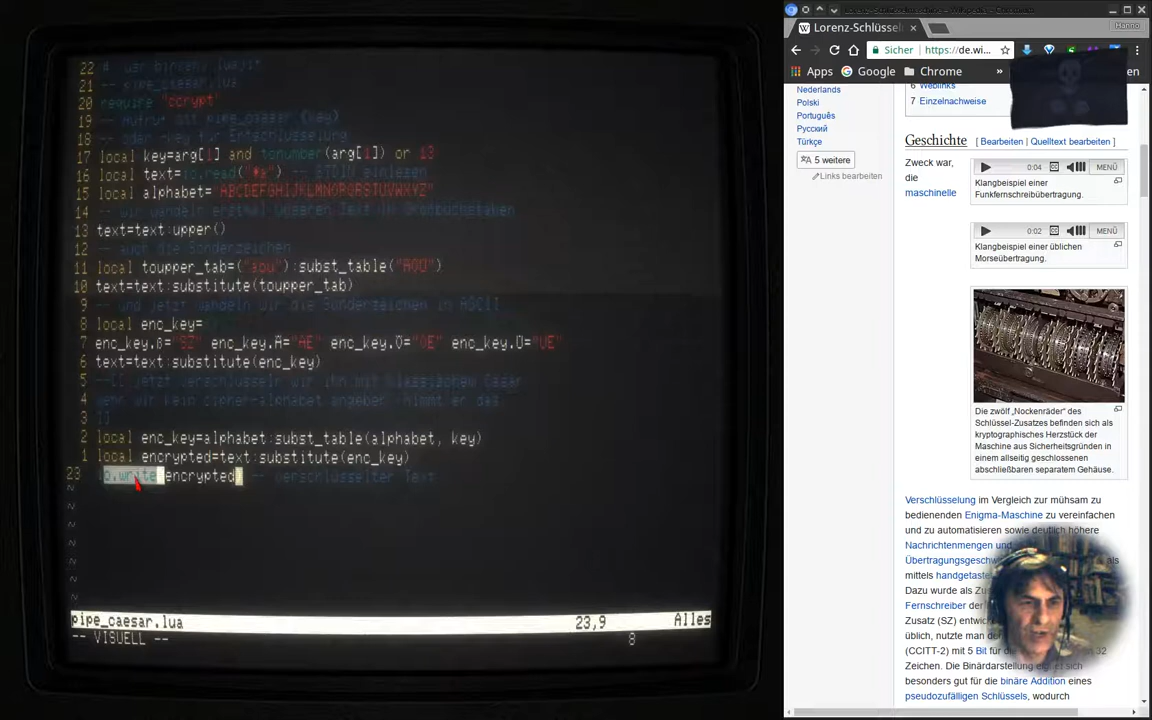 22 #
21 -- pipe_caesar.lua
20 require "ccrypt"
19 -- Aufruf mit pipe_caesar (key)
18 -- oder -key für Entschlüsselung
17 local key=arg[1] and tonumber(arg[1]) or 13
16 local text=io.read("*a") -- STDIO einlesen
15 local alphabet="ABCDEFGHIJKLMNOPQRSTUVWXYZ"
14 -- wir wandeln erstmal unseren Text in Großbuchstaben
13 text=text:upper()
12 -- auch die Sonderzeichen
11 local toupper_tab=("äöü"):subst_table("ÄÖÜ")
10 text=text:substitute(toupper_tab)
9 -- und jetzt wandeln wir die Sonderzeichen in ASCII
8 local enc_key=
7 enc_key.ß="SZ" enc_key.Ä="AE" enc_key.Ö="OE" enc_key.Ü="UE"
6 text=text:substitute(enc_key)
5 --[[ jetzt verschlüsseln wir ihn mit klassischem Caesar
4 wenn wir kein cipher-alphabet angeben nimmt er das
3 ]]
2 local enc_key=alphabet:subst_table(alphabet, key)
1 local encrypted=text:substitute(enc_key)
23 io.write(encrypted) -- verschlüsselter Text
~
~
~
~
~
~
~
pipe_caesar.lua 23,9 Alles
-- VISUELL -- 8
Lorenz-Schlüssel
Hanno
Sicher https://de.wi
Apps Google Chrome » en
Nederlands
Polski
Português
Русский
Türkçe
5 weitere
Links bearbeiten
6 Weblinks
7 Einzelnachweise
Geschichte [ Bearbeiten | Quelltext bearbeiten ]
Zweck war,
die
maschinelle
0:04 MENÜ
Klangbeispiel einer
Funkfernschreibübertragung.
0:02 MENÜ
Klangbeispiel einer üblichen
Morseübertragung.
Die zwölf „Nockenräder“ des
Schlüssel-Zusatzes befinden sich als
kryptographisches Herzstück der
Maschine aus Sicherheitsgründen in
einem allseitig geschlossenen
abschließbaren separatem Gehäuse.
Verschlüsselung im Vergleich zur mühsam zu
bedienenden Enigma-Maschine zu vereinfachen
und zu automatisieren sowie deutlich höhere
Nachrichtenmengen und
Übertragungsgeschw als
mittels handgetaste
Dazu wurde als Zus
Fernschreiber der
Zusatz (SZ) entwic
üblich, nutzte man de
(CCITT-2) mit 5 Bit für 32
Zeichen. Die Binärdarstellung eignet sich
besonders gut für die binäre Addition eines
pseudozufälligen Schlüssels, wodurch